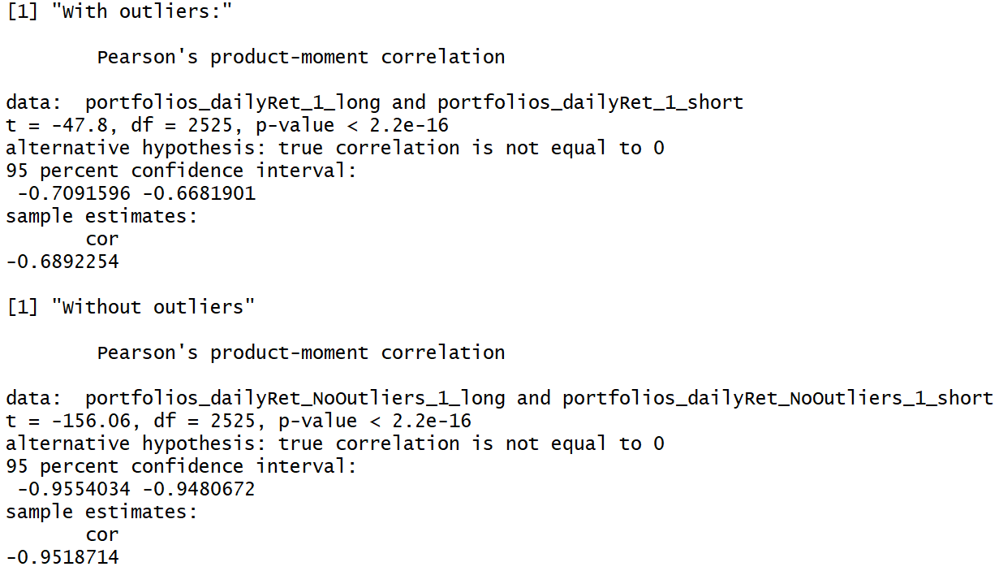 [1] "With outliers:"
Pearson's product-moment correlation
data:  portfolios_dailyRet_1_long and portfolios_dailyRet_1_short
t = -47.8, df = 2525, p-value < 2.2e-16
alternative hypothesis: true correlation is not equal to 0
95 percent confidence interval:
 -0.7091596 -0.6681901
sample estimates:
       cor
-0.6892254
[1] "Without outliers"
Pearson's product-moment correlation
data:  portfolios_dailyRet_NoOutliers_1_long and portfolios_dailyRet_NoOutliers_1_short
t = -156.06, df = 2525, p-value < 2.2e-16
alternative hypothesis: true correlation is not equal to 0
95 percent confidence interval:
 -0.9554034 -0.9480672
sample estimates:
       cor
-0.9518714